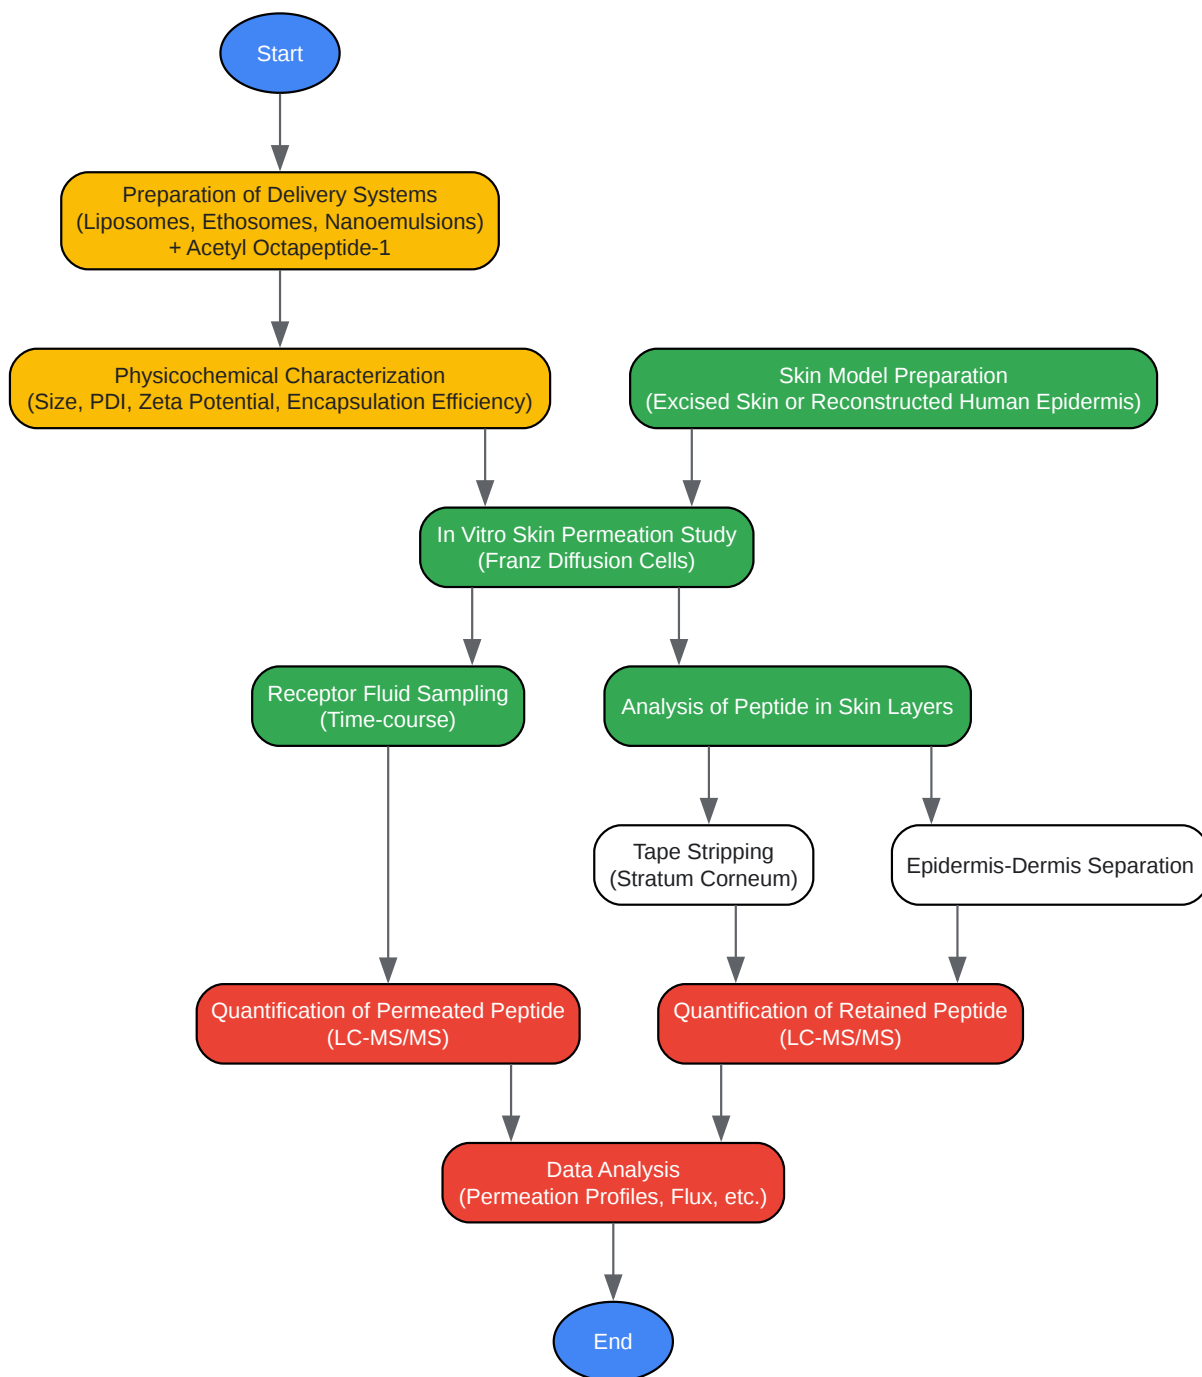 Start
Preparation of Delivery Systems
(Liposomes, Ethosomes, Nanoemulsions)
+ Acetyl Octapeptide-1
Physicochemical Characterization
(Size, PDI, Zeta Potential, Encapsulation Efficiency)
Skin Model Preparation
(Excised Skin or Reconstructed Human Epidermis)
In Vitro Skin Permeation Study
(Franz Diffusion Cells)
Receptor Fluid Sampling
(Time-course)
Analysis of Peptide in Skin Layers
Tape Stripping
(Stratum Corneum)
Epidermis-Dermis Separation
Quantification of Permeated Peptide
(LC-MS/MS)
Quantification of Retained Peptide
(LC-MS/MS)
Data Analysis
(Permeation Profiles, Flux, etc.)
End